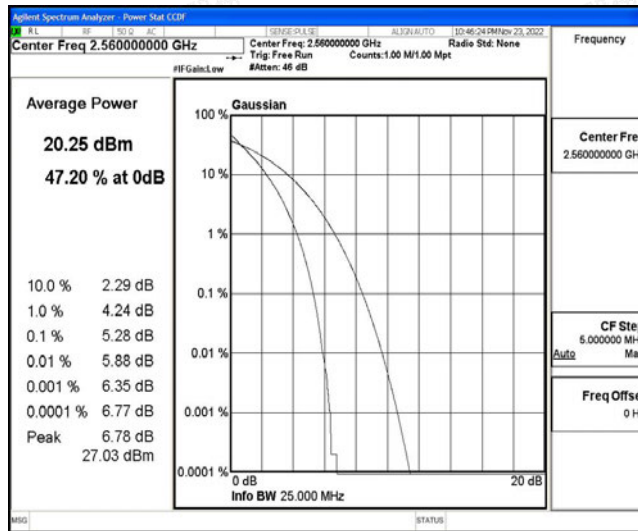 Agilent Spectrum Analyzer - Power Stat CCDF
RL RF 50 Ω AC SENSE:PULSE ALIGN AUTO 10:46:24 PM Nov 23, 2022
Center Freq 2.560000000 GHz
Center Freq: 2.560000000 GHz Radio Std: None
Trig: Free Run Counts:1.00 M/1.00 Mpt
#IFGain:Low #Atten: 46 dB
Frequency
Average Power
20.25 dBm
47.20 % at 0dB
10.0 % 2.29 dB
1.0 % 4.24 dB
0.1 % 5.28 dB
0.01 % 5.88 dB
0.001 % 6.35 dB
0.0001 % 6.77 dB
Peak 6.78 dB
27.03 dBm
Gaussian
100 %
10 %
1 %
0.1 %
0.01 %
0.001 %
0.0001 %
0 dB 20 dB
Info BW 25.000 MHz
Center Fre
2.560000000 GH
CF Ste
5.000000 MH
Auto Ma
Freq Offse
0 H
MSG STATUS